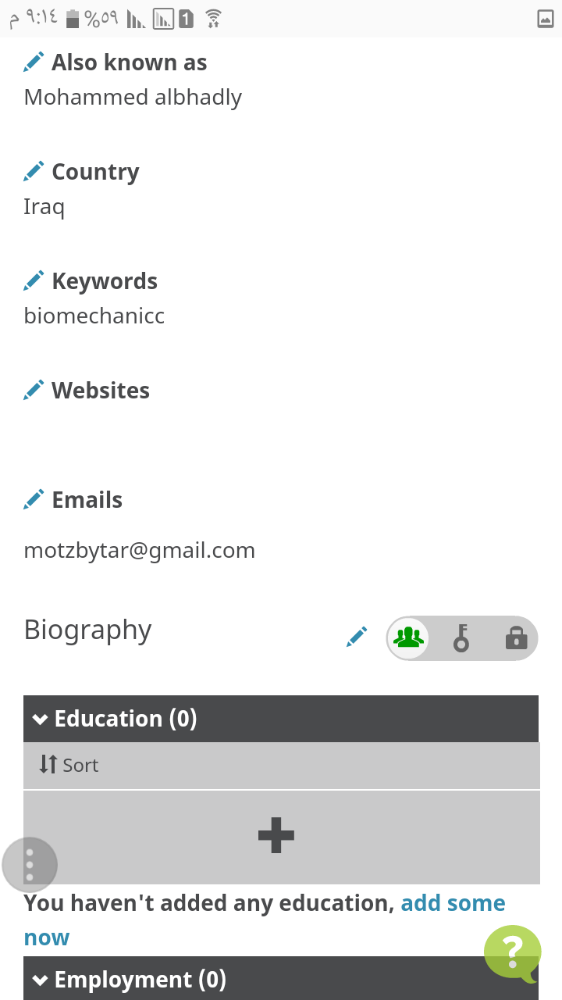 م ٩:١٤ %٥٩ 1
Also known as
Mohammed albhadly
Country
Iraq
Keywords
biomechanicc
Websites
Emails
motzbytar@gmail.com
Biography
Education (0)
Sort
You haven't added any education, add some
now
?
Employment (0)